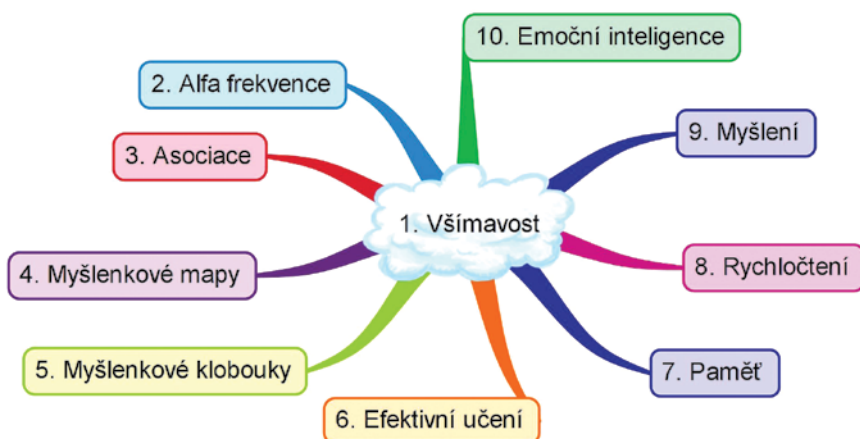 1. Všímavost
2. Alfa frekvence
3. Asociace
4. Myšlenkové mapy
5. Myšlenkové klobouky
6. Efektivní učení
7. Paměť
8. Rychločtení
9. Myšlení
10. Emoční inteligence